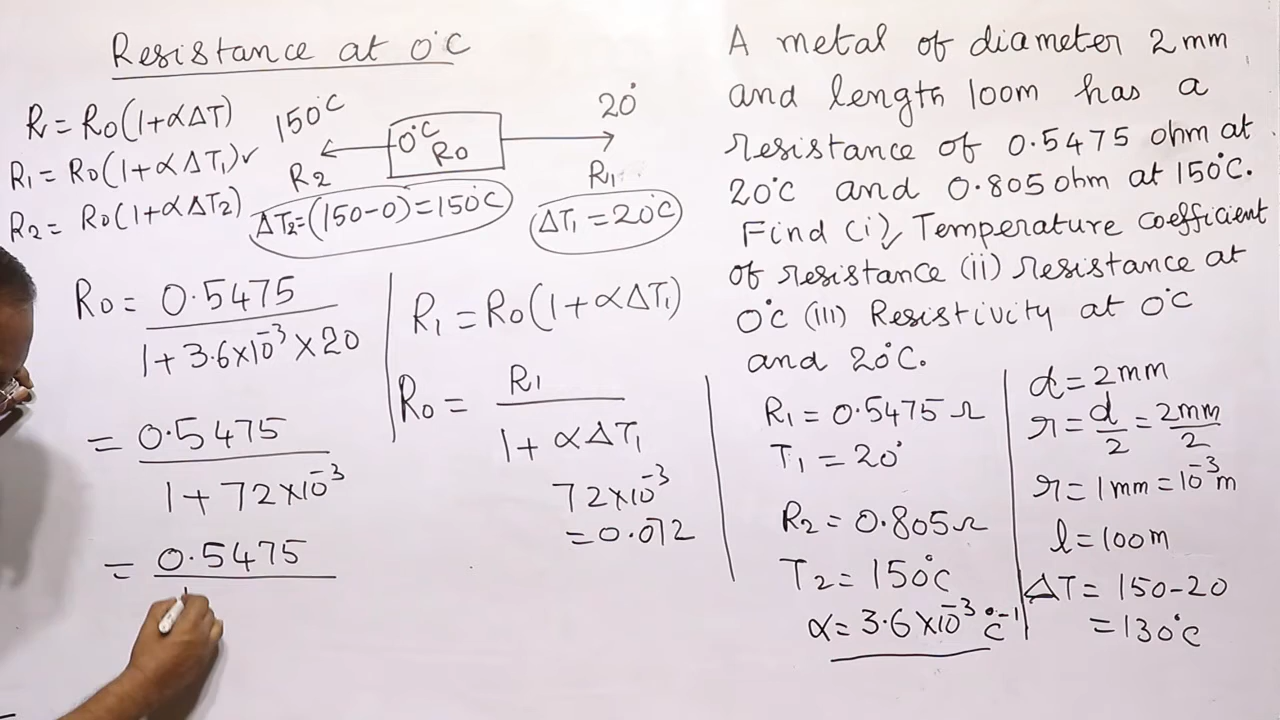 Resistance at 0°C
R = R0(1+αΔT)
R1 = R0(1+αΔT1) ✓
R2 = R0(1+αΔT2)
150°C
0°C
R0
20°
R2
R1
ΔT2=(150-0)=150°C
ΔT1 = 20°C
R0 = 0.5475
1+3.6×10⁻³×20
= 0.5475
1+72×10⁻³
= 0.5475
R1 = R0(1+αΔT1)
R0 = R1
1+αΔT1
72×10⁻³
=0.072
A metal of diameter 2mm
and length 100m has a
resistance of 0.5475 ohm at
20°C and 0.805 ohm at 150°C.
Find (i) Temperature coefficient
of resistance (ii) resistance at
0°C (iii) Resistivity at 0°C
and 20°C.
R1 = 0.5475Ω
T1 = 20°
R2 = 0.805Ω
T2 = 150°C
α = 3.6×10⁻³ °C⁻¹
d = 2mm
r = d/2 = 2mm/2
r = 1mm = 10⁻³m
l = 100m
ΔT = 150-20
= 130°C